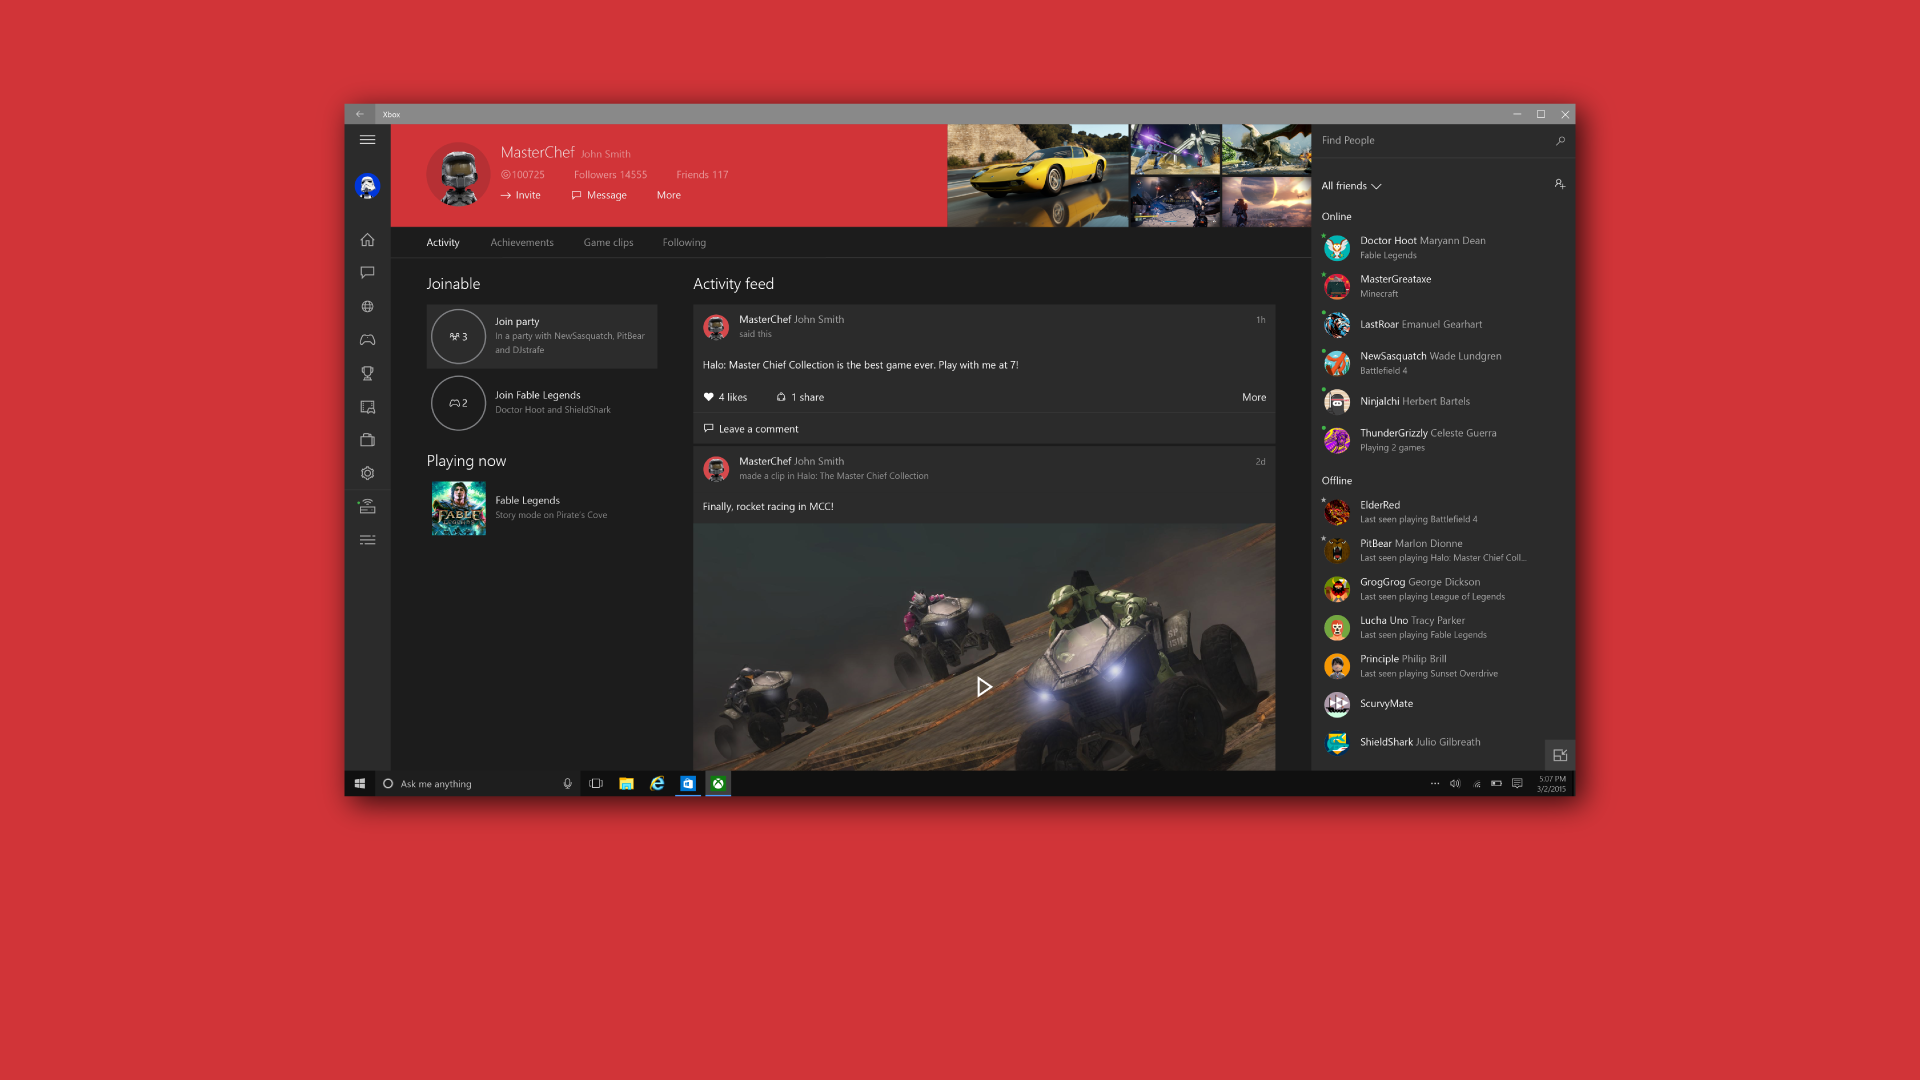 Xbox
MasterChef John Smith
@100725 Followers 14555 Friends 117
Invite Message More
Activity Achievements Game clips Following
Joinable
3
Join party
In a party with NewSasquatch, PitBear
and DJstrafe
2
Join Fable Legends
Doctor Hoot and ShieldShark
Playing now
FABLE
LEGENDS
Fable Legends
Story mode on Pirate's Cove
Activity feed
MasterChef John Smith 1h
said this
Halo: Master Chief Collection is the best game ever. Play with me at 7!
4 likes 1 share More
Leave a comment
MasterChef John Smith 2d
made a clip in Halo: The Master Chief Collection
Finally, rocket racing in MCC!
Find People
All friends
Online
Doctor Hoot Maryann Dean
Fable Legends
MasterGreataxe
Minecraft
LastRoar Emanuel Gearhart
NewSasquatch Wade Lundgren
Battlefield 4
NinjaIchi Herbert Bartels
ThunderGrizzly Celeste Guerra
Playing 2 games
Offline
ElderRed
Last seen playing Battlefield 4
PitBear Marlon Dionne
Last seen playing Halo: Master Chief Coll...
GrogGrog George Dickson
Last seen playing League of Legends
Lucha Uno Tracy Parker
Last seen playing Fable Legends
Principle Philip Brill
Last seen playing Sunset Overdrive
ScurvyMate
ShieldShark Julio Gilbreath
Ask me anything
5:07 PM
3/2/2015